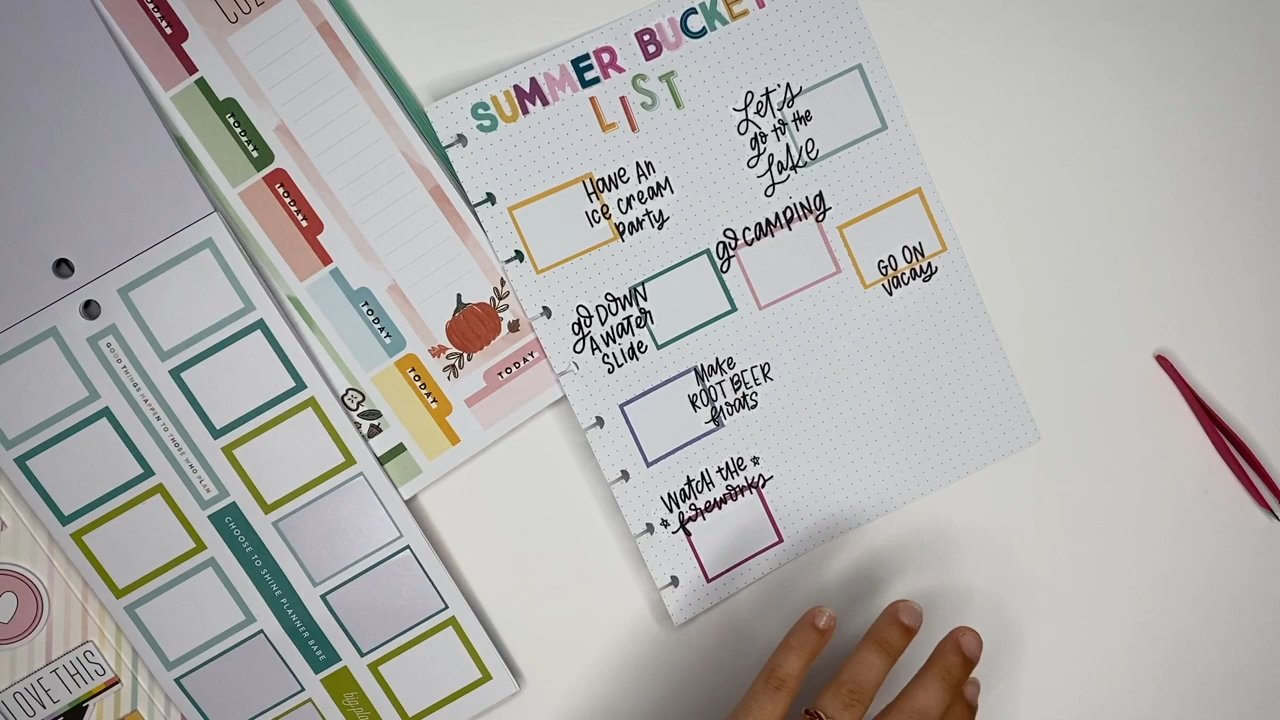 SUMMER BUCKET
LIST
Let's
go to the
Lake
Have An
Ice cream
party
go CAMPING
GO ON
vacay
go DOWN
A WAter
SLide
Make
ROOT BEER
floats
WAtcH tHe
fireworks
TODAY
TODAY
TODAY
TODAY
TODAY
TODAY
GOOD THINGS HAPPEN TO THOSE WHO PLAN
CHOOSE TO SHINE PLANNER BABE
LOVE THIS